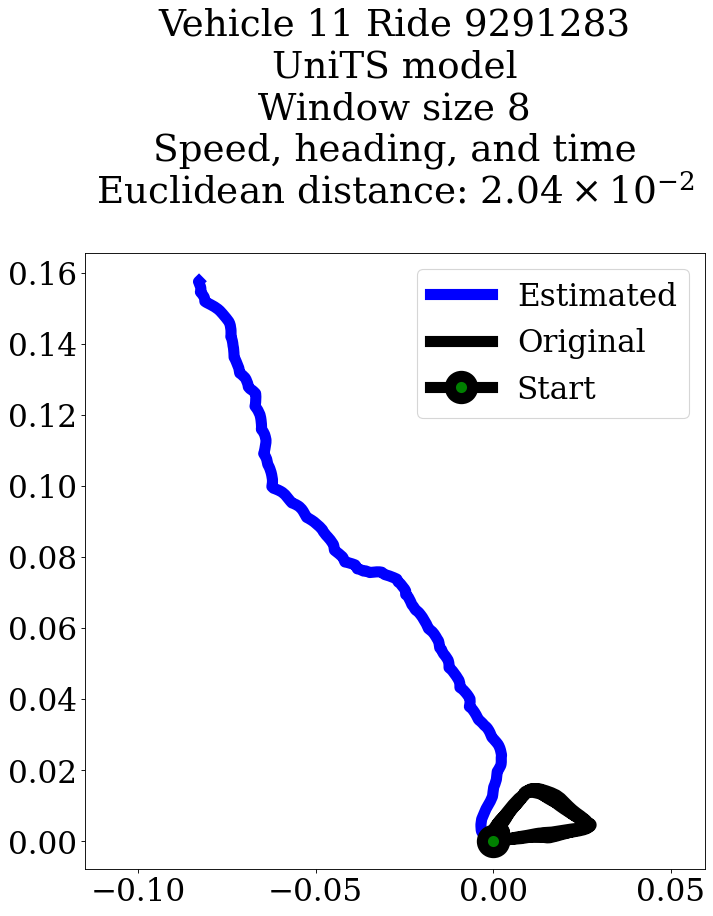 Vehicle 11 Ride 9291283
UniTS model
Window size 8
Speed, heading, and time
Euclidean distance: 2.04 × 10⁻²
Estimated
Original
Start
0.16
0.14
0.12
0.10
0.08
0.06
0.04
0.02
0.00
−0.10 −0.05 0.00 0.05